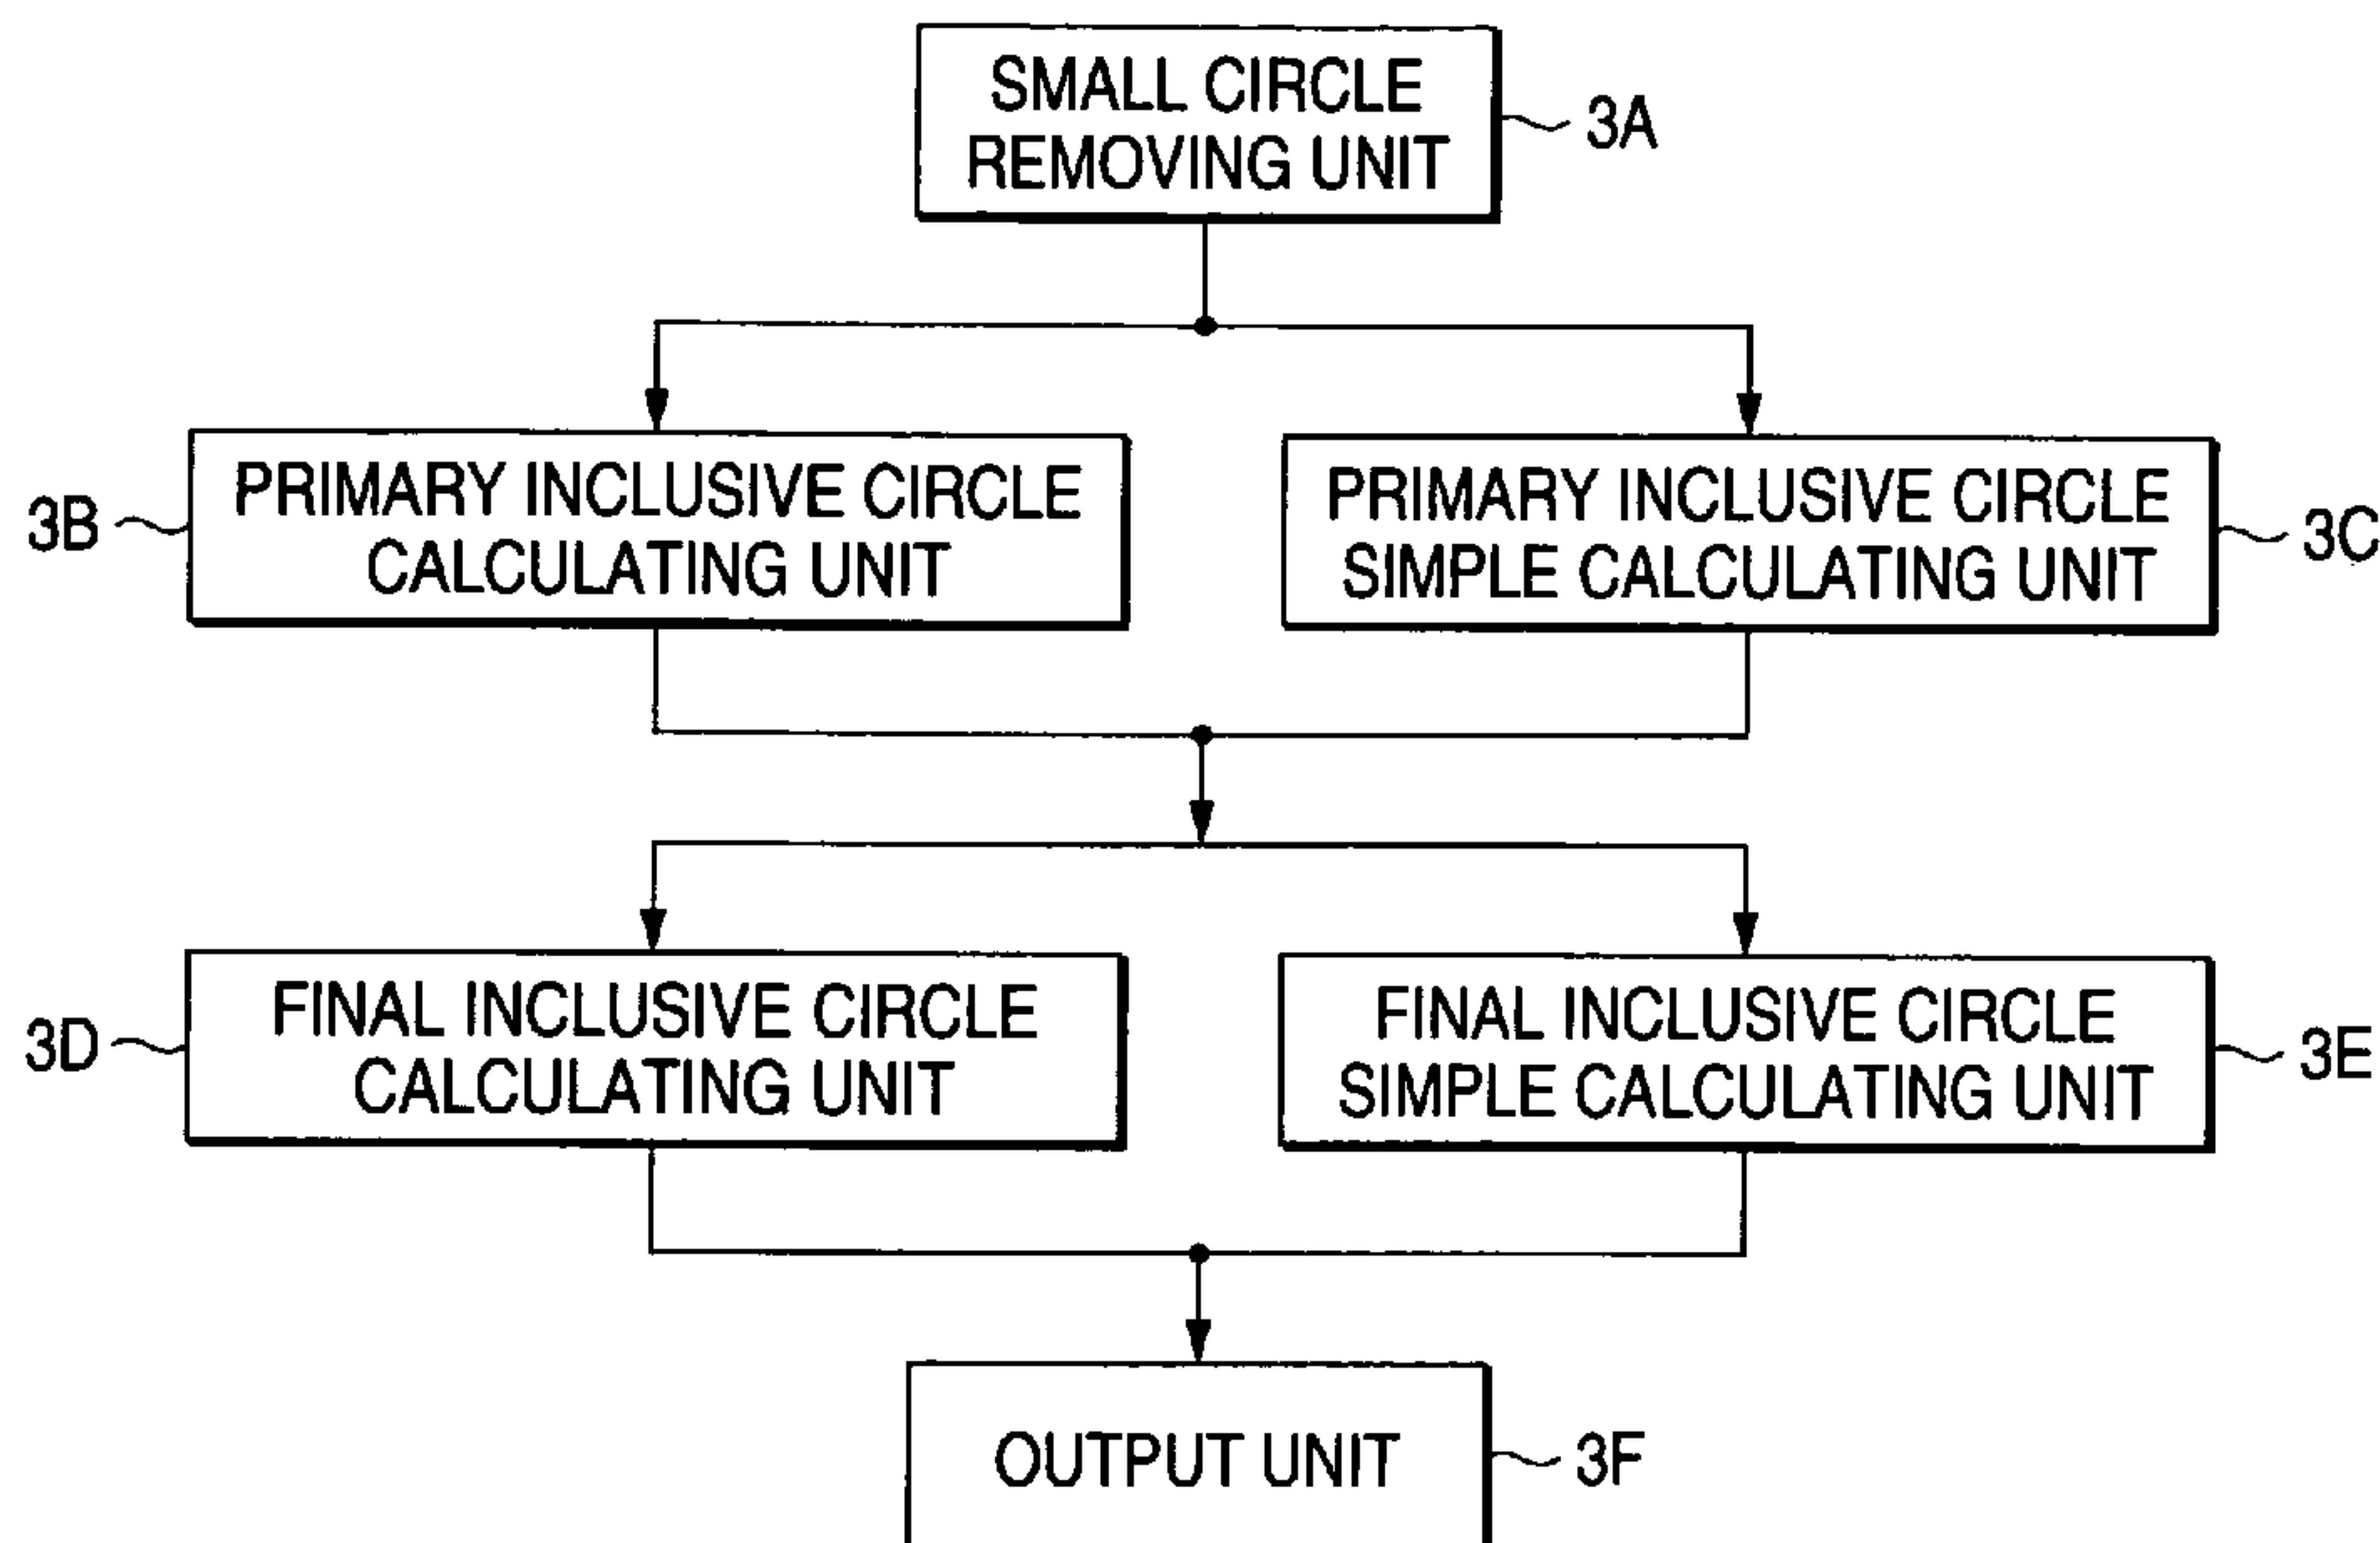 SMALL CIRCLE
REMOVING UNIT
3A
PRIMARY INCLUSIVE CIRCLE
CALCULATING UNIT
3B
PRIMARY INCLUSIVE CIRCLE
SIMPLE CALCULATING UNIT
3C
FINAL INCLUSIVE CIRCLE
CALCULATING UNIT
3D
FINAL INCLUSIVE CIRCLE
SIMPLE CALCULATING UNIT
3E
OUTPUT UNIT
3F